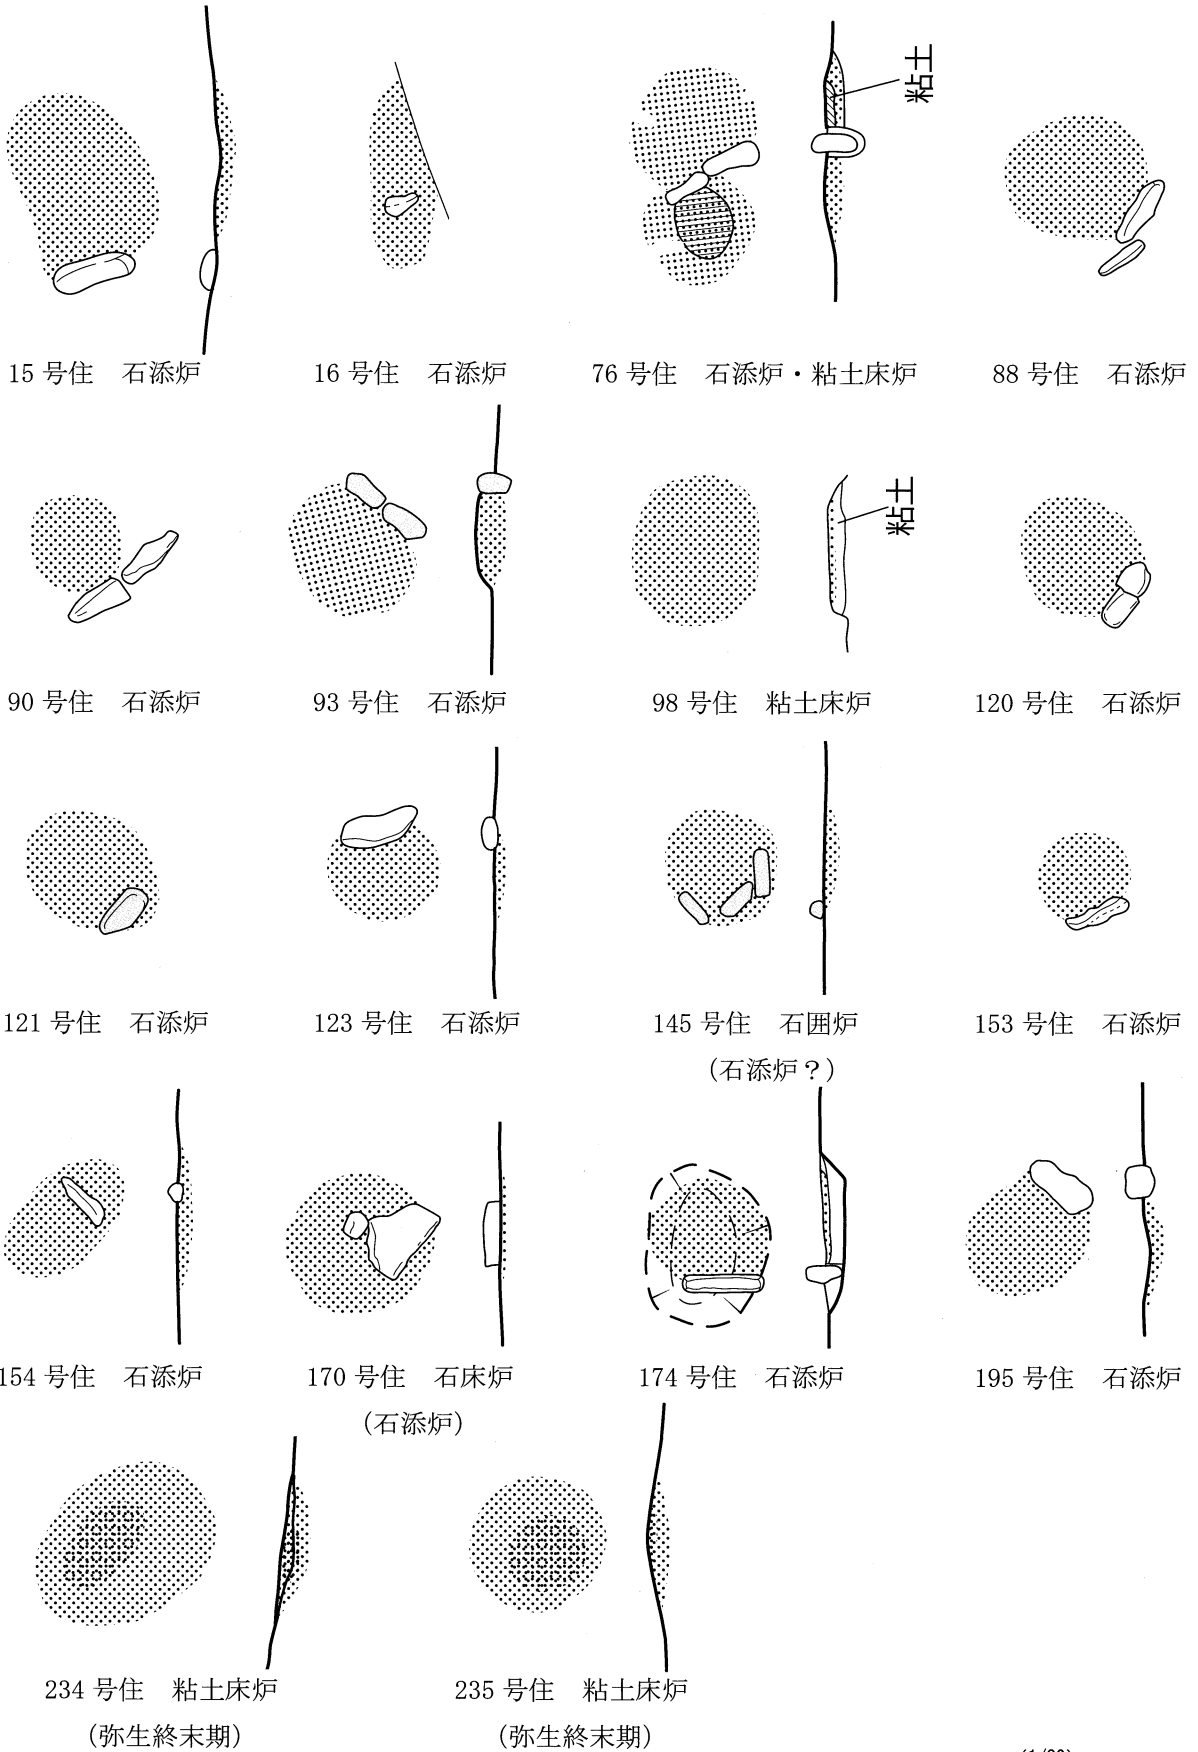 粘土
15 号住　石添炉
16 号住　石添炉
76 号住　石添炉・粘土床炉
88 号住　石添炉
粘土
90 号住　石添炉
93 号住　石添炉
98 号住　粘土床炉
120 号住　石添炉
121 号住　石添炉
123 号住　石添炉
145 号住　石囲炉
（石添炉？）
153 号住　石添炉
154 号住　石添炉
170 号住　石床炉
（石添炉）
174 号住　石添炉
195 号住　石添炉
234 号住　粘土床炉
（弥生終末期）
235 号住　粘土床炉
（弥生終末期）